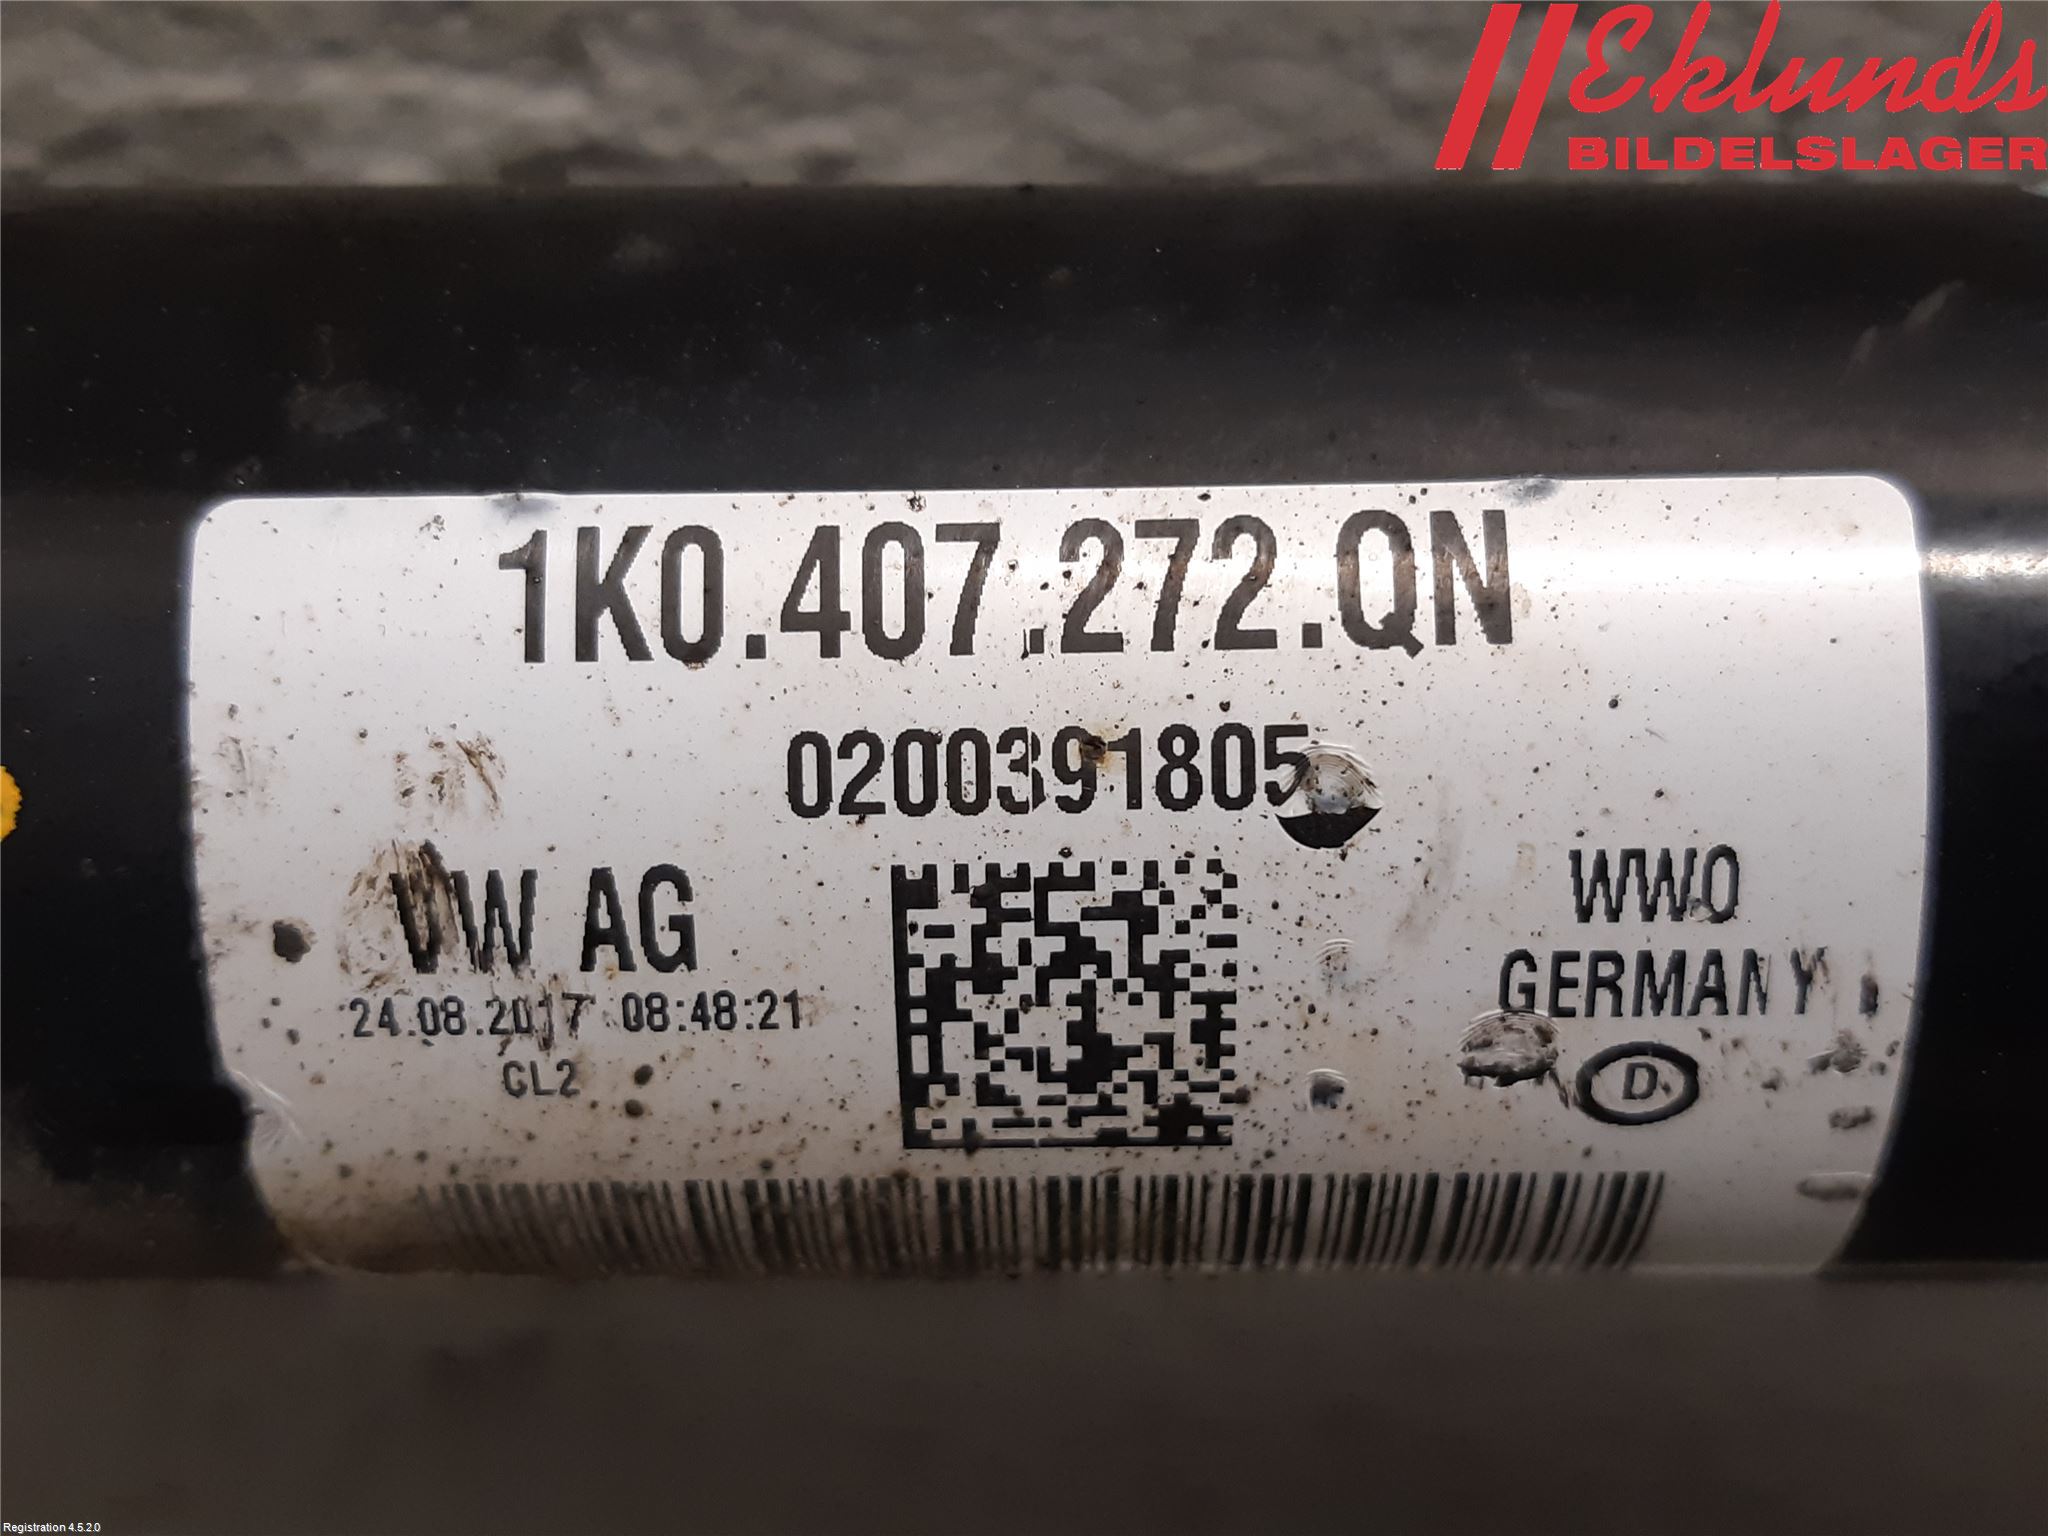 Eklunds
BILDELSLAGER
1K0.407.272.QN
0200391805
VW AG
24.08.2017 08:48:21
CL2
WWO
GERMANY
D
Registration 4.5.2.0